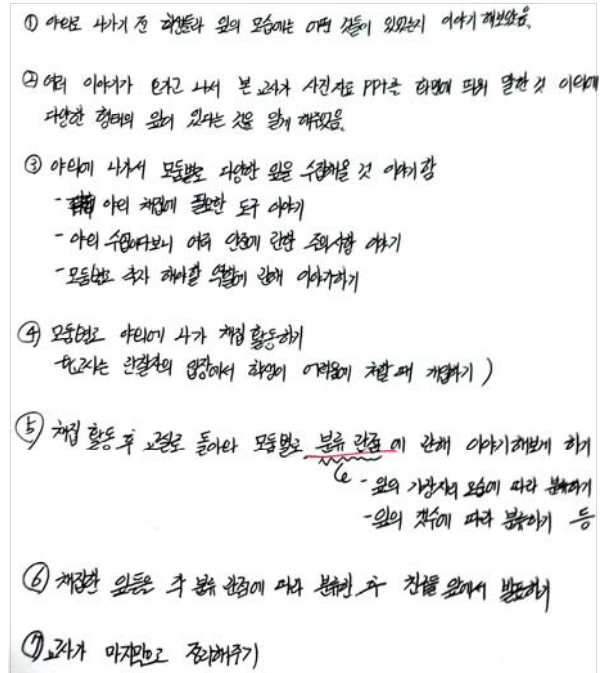 ① 야외로 나가기 전 학생들과 잎의 모습에는 어떤 것들이 있었는지 이야기 해보았음.
② 여러 이야기가 오가고 나서 본 교사가 사진자료 PPT를 화면에 띄워 말한 것 이외에
다양한 형태의 잎이 있다는 것을 알게 해주었음.
③ 야외에 나가서 모둠별로 다양한 잎을 수집해올 것 이야기함
- 야외 채집에 필요한 도구 이야기
- 야외 수업이다보니 여러 안전에 관한 주의사항 이야기
- 모둠별로 각자 해야할 역할에 관해 이야기하기
④ 모둠별로 야외에 나가 채집 활동하기
(교사는 관찰자의 입장에서 학생이 어려움에 처할 때 개입하기)
⑤ 채집 활동 후 교실로 돌아와 모둠별로 분류 관점에 관해 이야기해보게 하기
- 잎의 가장자리 모습에 따라 분류하기
- 잎의 갯수에 따라 분류하기 등
⑥ 채집한 잎들을 각 분류 관점에 따라 분류한 후 친구들 앞에서 발표하기
⑦ 교사가 마지막으로 정리해주기